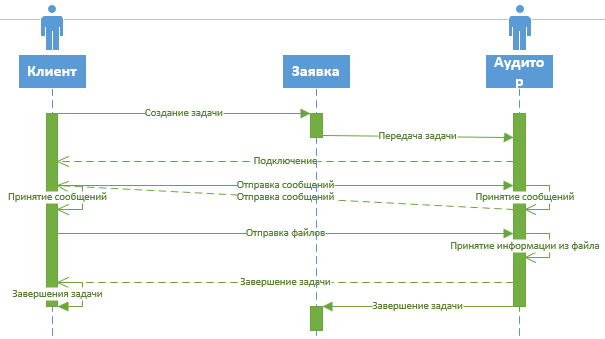 Клиент
Заявка
Аудито
р
Создание задачи
Передача задачи
Подключение
Отправка сообщений
Принятие сообщений
Отправка сообщений
Принятие сообщений
Отправка файлов
Принятие информации из файла
Завершение задачи
Завершения задачи
Завершение задачи